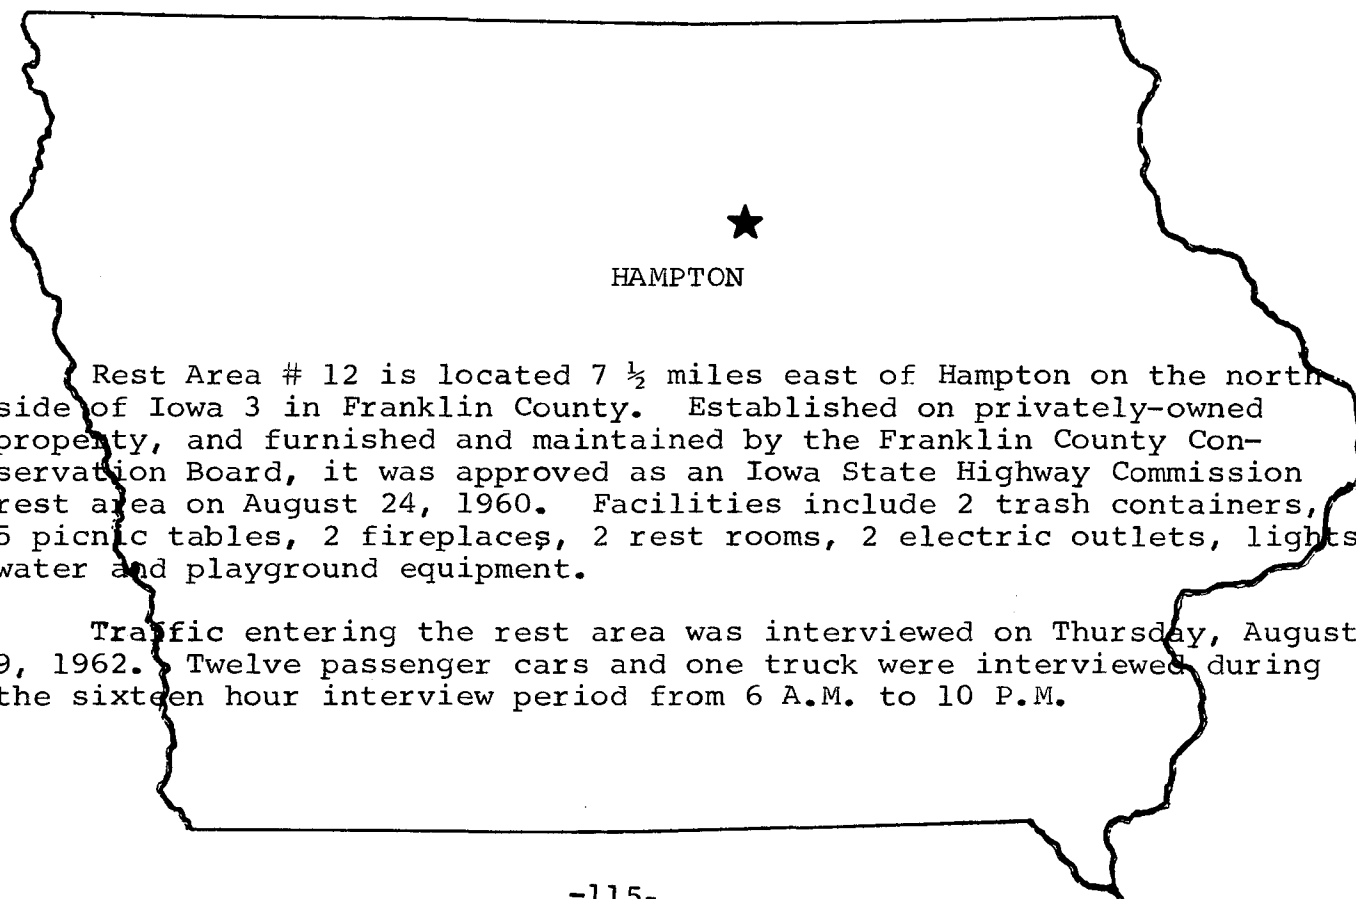 HAMPTON
Rest Area # 12 is located 7 ½ miles east of Hampton on the north
side of Iowa 3 in Franklin County. Established on privately-owned
property, and furnished and maintained by the Franklin County Con-
servation Board, it was approved as an Iowa State Highway Commission
rest area on August 24, 1960. Facilities include 2 trash containers,
5 picnic tables, 2 fireplaces, 2 rest rooms, 2 electric outlets, lights
water and playground equipment.
Traffic entering the rest area was interviewed on Thursday, August
9, 1962. Twelve passenger cars and one truck were interviewed during
the sixteen hour interview period from 6 A.M. to 10 P.M.
-115-